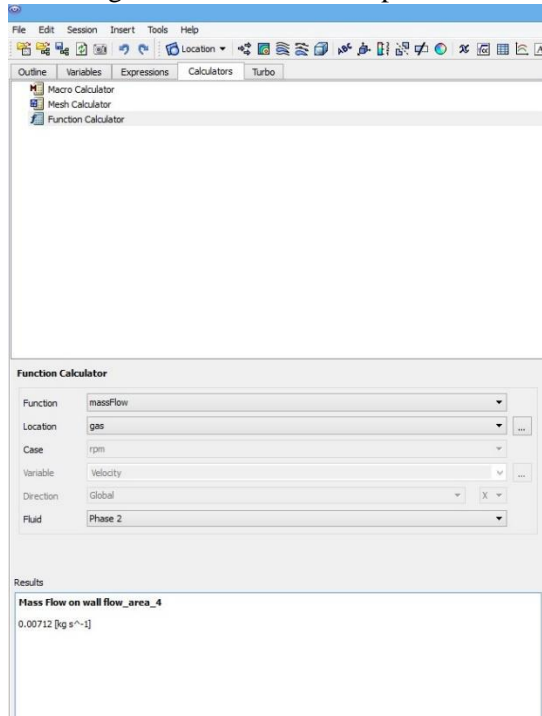 File Edit Session Insert Tools Help
Location
Outline Variables Expressions Calculators Turbo
Macro Calculator
Mesh Calculator
Function Calculator
Function Calculator
Function massFlow
Location gas ...
Case rpm
Variable Velocity ...
Direction Global X
Fluid Phase 2
Results
Mass Flow on wall flow_area_4
0.00712 [kg s^-1]